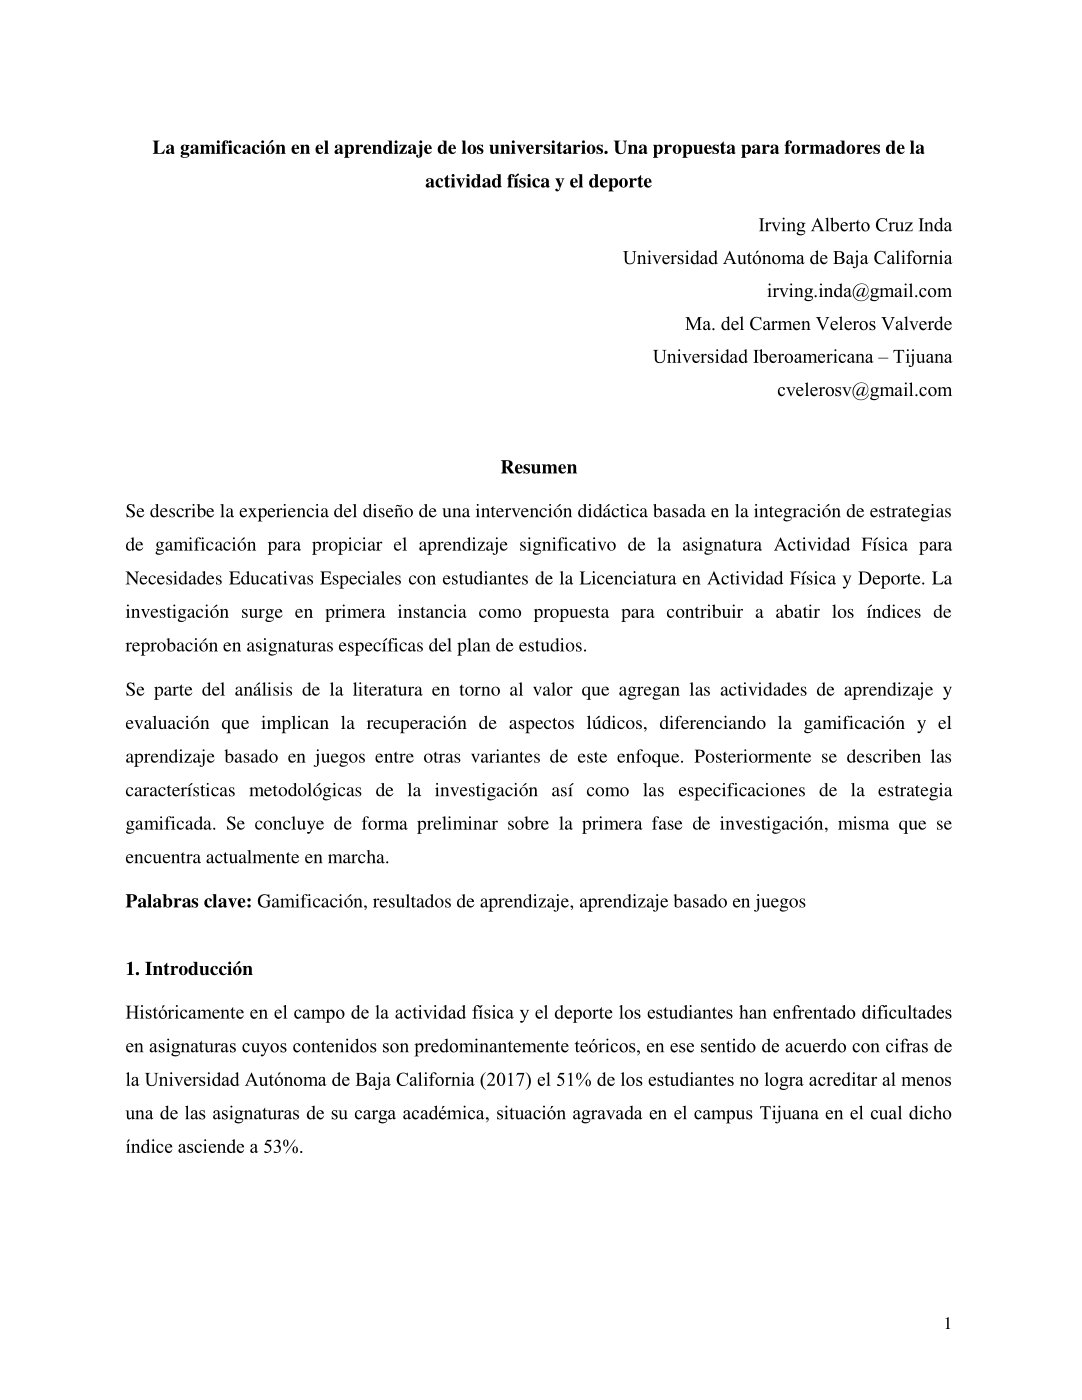 La gamificación en el aprendizaje de los universitarios. Una propuesta para formadores de la
actividad física y el deporte
Irving Alberto Cruz Inda
Universidad Autónoma de Baja California
irving.inda@gmail.com
Ma. del Carmen Veleros Valverde
Universidad Iberoamericana – Tijuana
cvelerosv@gmail.com
Resumen
Se describe la experiencia del diseño de una intervención didáctica basada en la integración de estrategias
de gamificación para propiciar el aprendizaje significativo de la asignatura Actividad Física para
Necesidades Educativas Especiales con estudiantes de la Licenciatura en Actividad Física y Deporte. La
investigación surge en primera instancia como propuesta para contribuir a abatir los índices de
reprobación en asignaturas específicas del plan de estudios.
Se parte del análisis de la literatura en torno al valor que agregan las actividades de aprendizaje y
evaluación que implican la recuperación de aspectos lúdicos, diferenciando la gamificación y el
aprendizaje basado en juegos entre otras variantes de este enfoque. Posteriormente se describen las
características metodológicas de la investigación así como las especificaciones de la estrategia
gamificada. Se concluye de forma preliminar sobre la primera fase de investigación, misma que se
encuentra actualmente en marcha.
Palabras clave: Gamificación, resultados de aprendizaje, aprendizaje basado en juegos
1. Introducción
Históricamente en el campo de la actividad física y el deporte los estudiantes han enfrentado dificultades
en asignaturas cuyos contenidos son predominantemente teóricos, en ese sentido de acuerdo con cifras de
la Universidad Autónoma de Baja California (2017) el 51% de los estudiantes no logra acreditar al menos
una de las asignaturas de su carga académica, situación agravada en el campus Tijuana en el cual dicho
índice asciende a 53%.
1